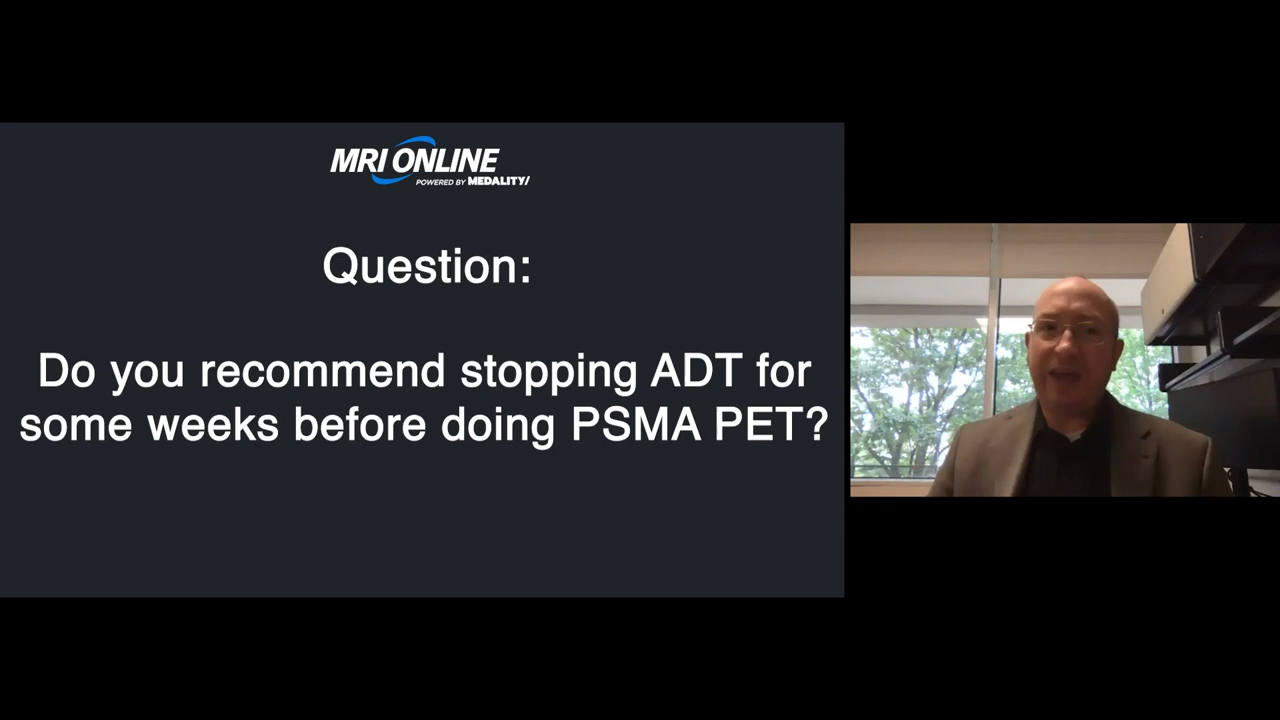 MRI ONLINE
POWERED BY MEDALITY/
Question:
Do you recommend stopping ADT for
some weeks before doing PSMA PET?